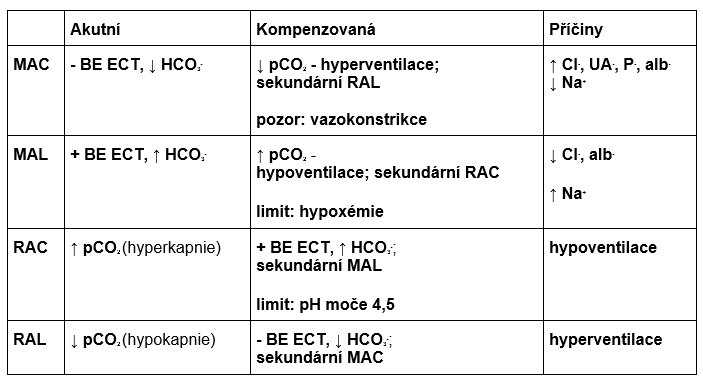 Akutní Kompenzovaná Příčiny
MAC - BE ECT, ↓ HCO₃- ↓ pCO₂ - hyperventilace; ↑ Cl-, UA-, P-, alb-
sekundární RAL ↓ Na+
pozor: vazokonstrikce
MAL + BE ECT, ↑ HCO₃- ↑ pCO₂ - ↓ Cl-, alb-
hypoventilace; sekundární RAC
↑ Na+
limit: hypoxémie
RAC ↑ pCO₂ (hyperkapnie) + BE ECT, ↑ HCO₃-; hypoventilace
sekundární MAL
limit: pH moče 4,5
RAL ↓ pCO₂ (hypokapnie) - BE ECT, ↓ HCO₃-; hyperventilace
sekundární MAC